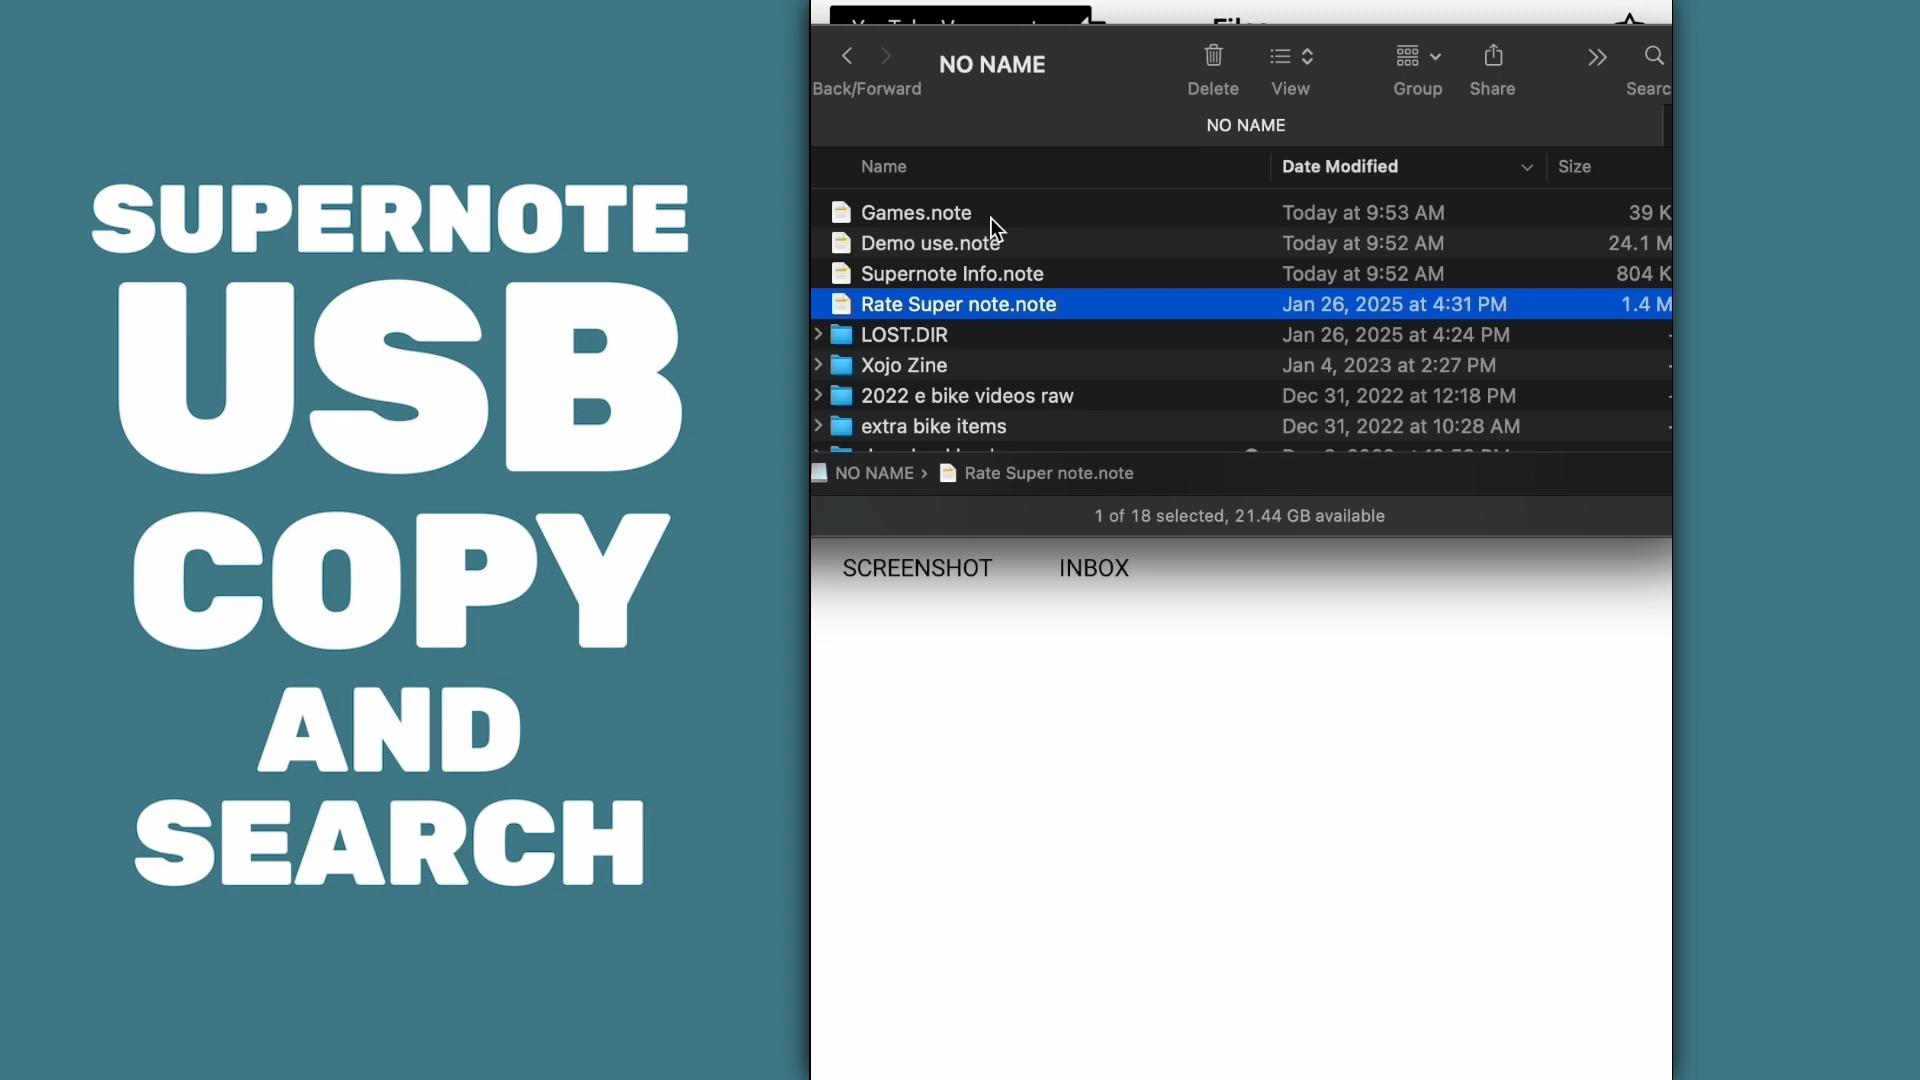 SUPERNOTE
USB
COPY
AND
SEARCH
NO NAME
Back/Forward
Delete
View
Group
Share
NO NAME
Name
Date Modified
Size
Games.note Today at 9:53 AM 39
Demo use.note Today at 9:52 AM 24.1
Supernote Info.note Today at 9:52 AM 804
Rate Super note.note Jan 26, 2025 at 4:31 PM 1.4
LOST.DIR Jan 26, 2025 at 4:24 PM
Xojo Zine Jan 4, 2023 at 2:27 PM
2022 e bike videos raw Dec 31, 2022 at 12:18 PM
extra bike items Dec 31, 2022 at 10:28 AM
NO NAME › Rate Super note.note
1 of 18 selected, 21.44 GB available
SCREENSHOT INBOX